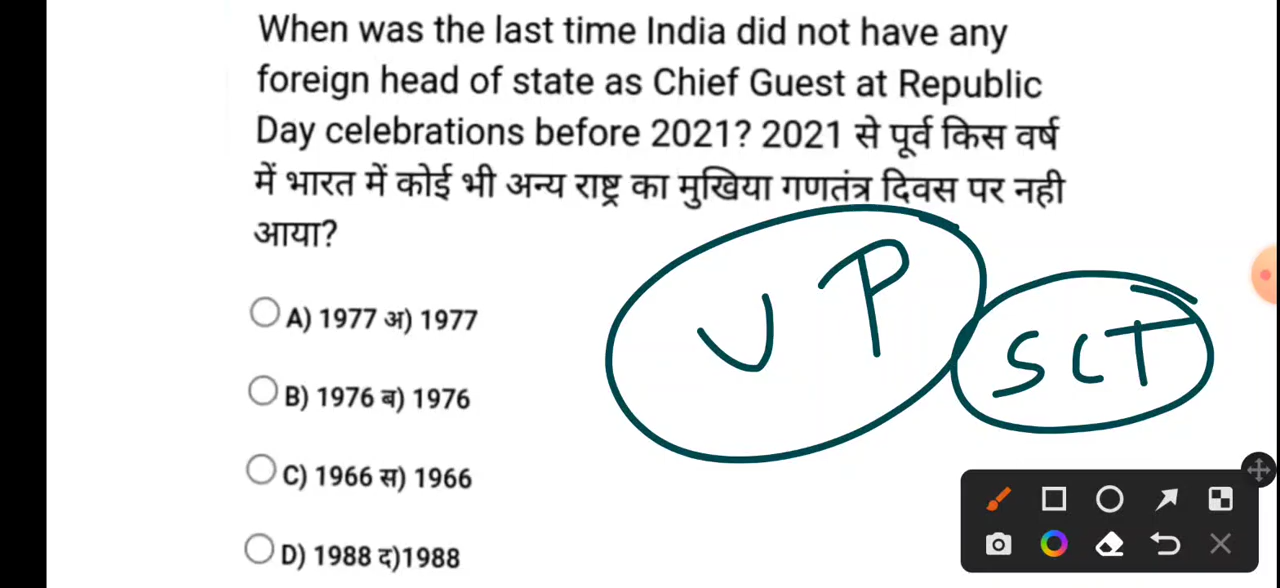 When was the last time India did not have any
foreign head of state as Chief Guest at Republic
Day celebrations before 2021? 2021 से पूर्व किस वर्ष
में भारत में कोई भी अन्य राष्ट्र का मुखिया गणतंत्र दिवस पर नही
आया?
A) 1977 अ) 1977
B) 1976 ब) 1976
C) 1966 स) 1966
D) 1988 द)1988
JP
SCT